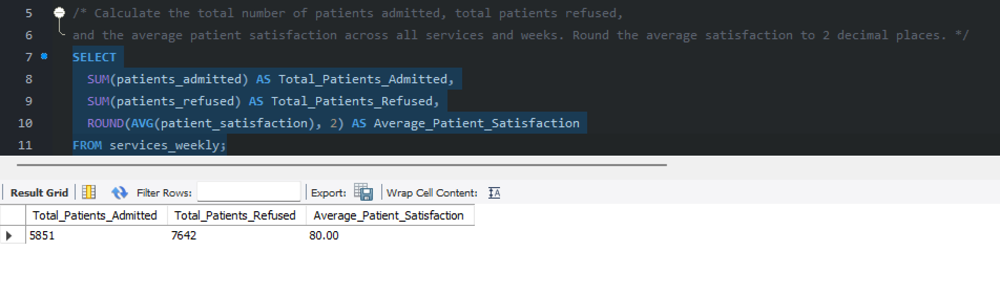 5 /* Calculate the total number of patients admitted, total patients refused,
6 and the average patient satisfaction across all services and weeks. Round the average satisfaction to 2 decimal places. */
7 SELECT
8 SUM(patients_admitted) AS Total_Patients_Admitted,
9 SUM(patients_refused) AS Total_Patients_Refused,
10 ROUND(AVG(patient_satisfaction), 2) AS Average_Patient_Satisfaction
11 FROM services_weekly;
Result Grid Filter Rows: Export: Wrap Cell Content: IA
Total_Patients_Admitted Total_Patients_Refused Average_Patient_Satisfaction
5851 7642 80.00